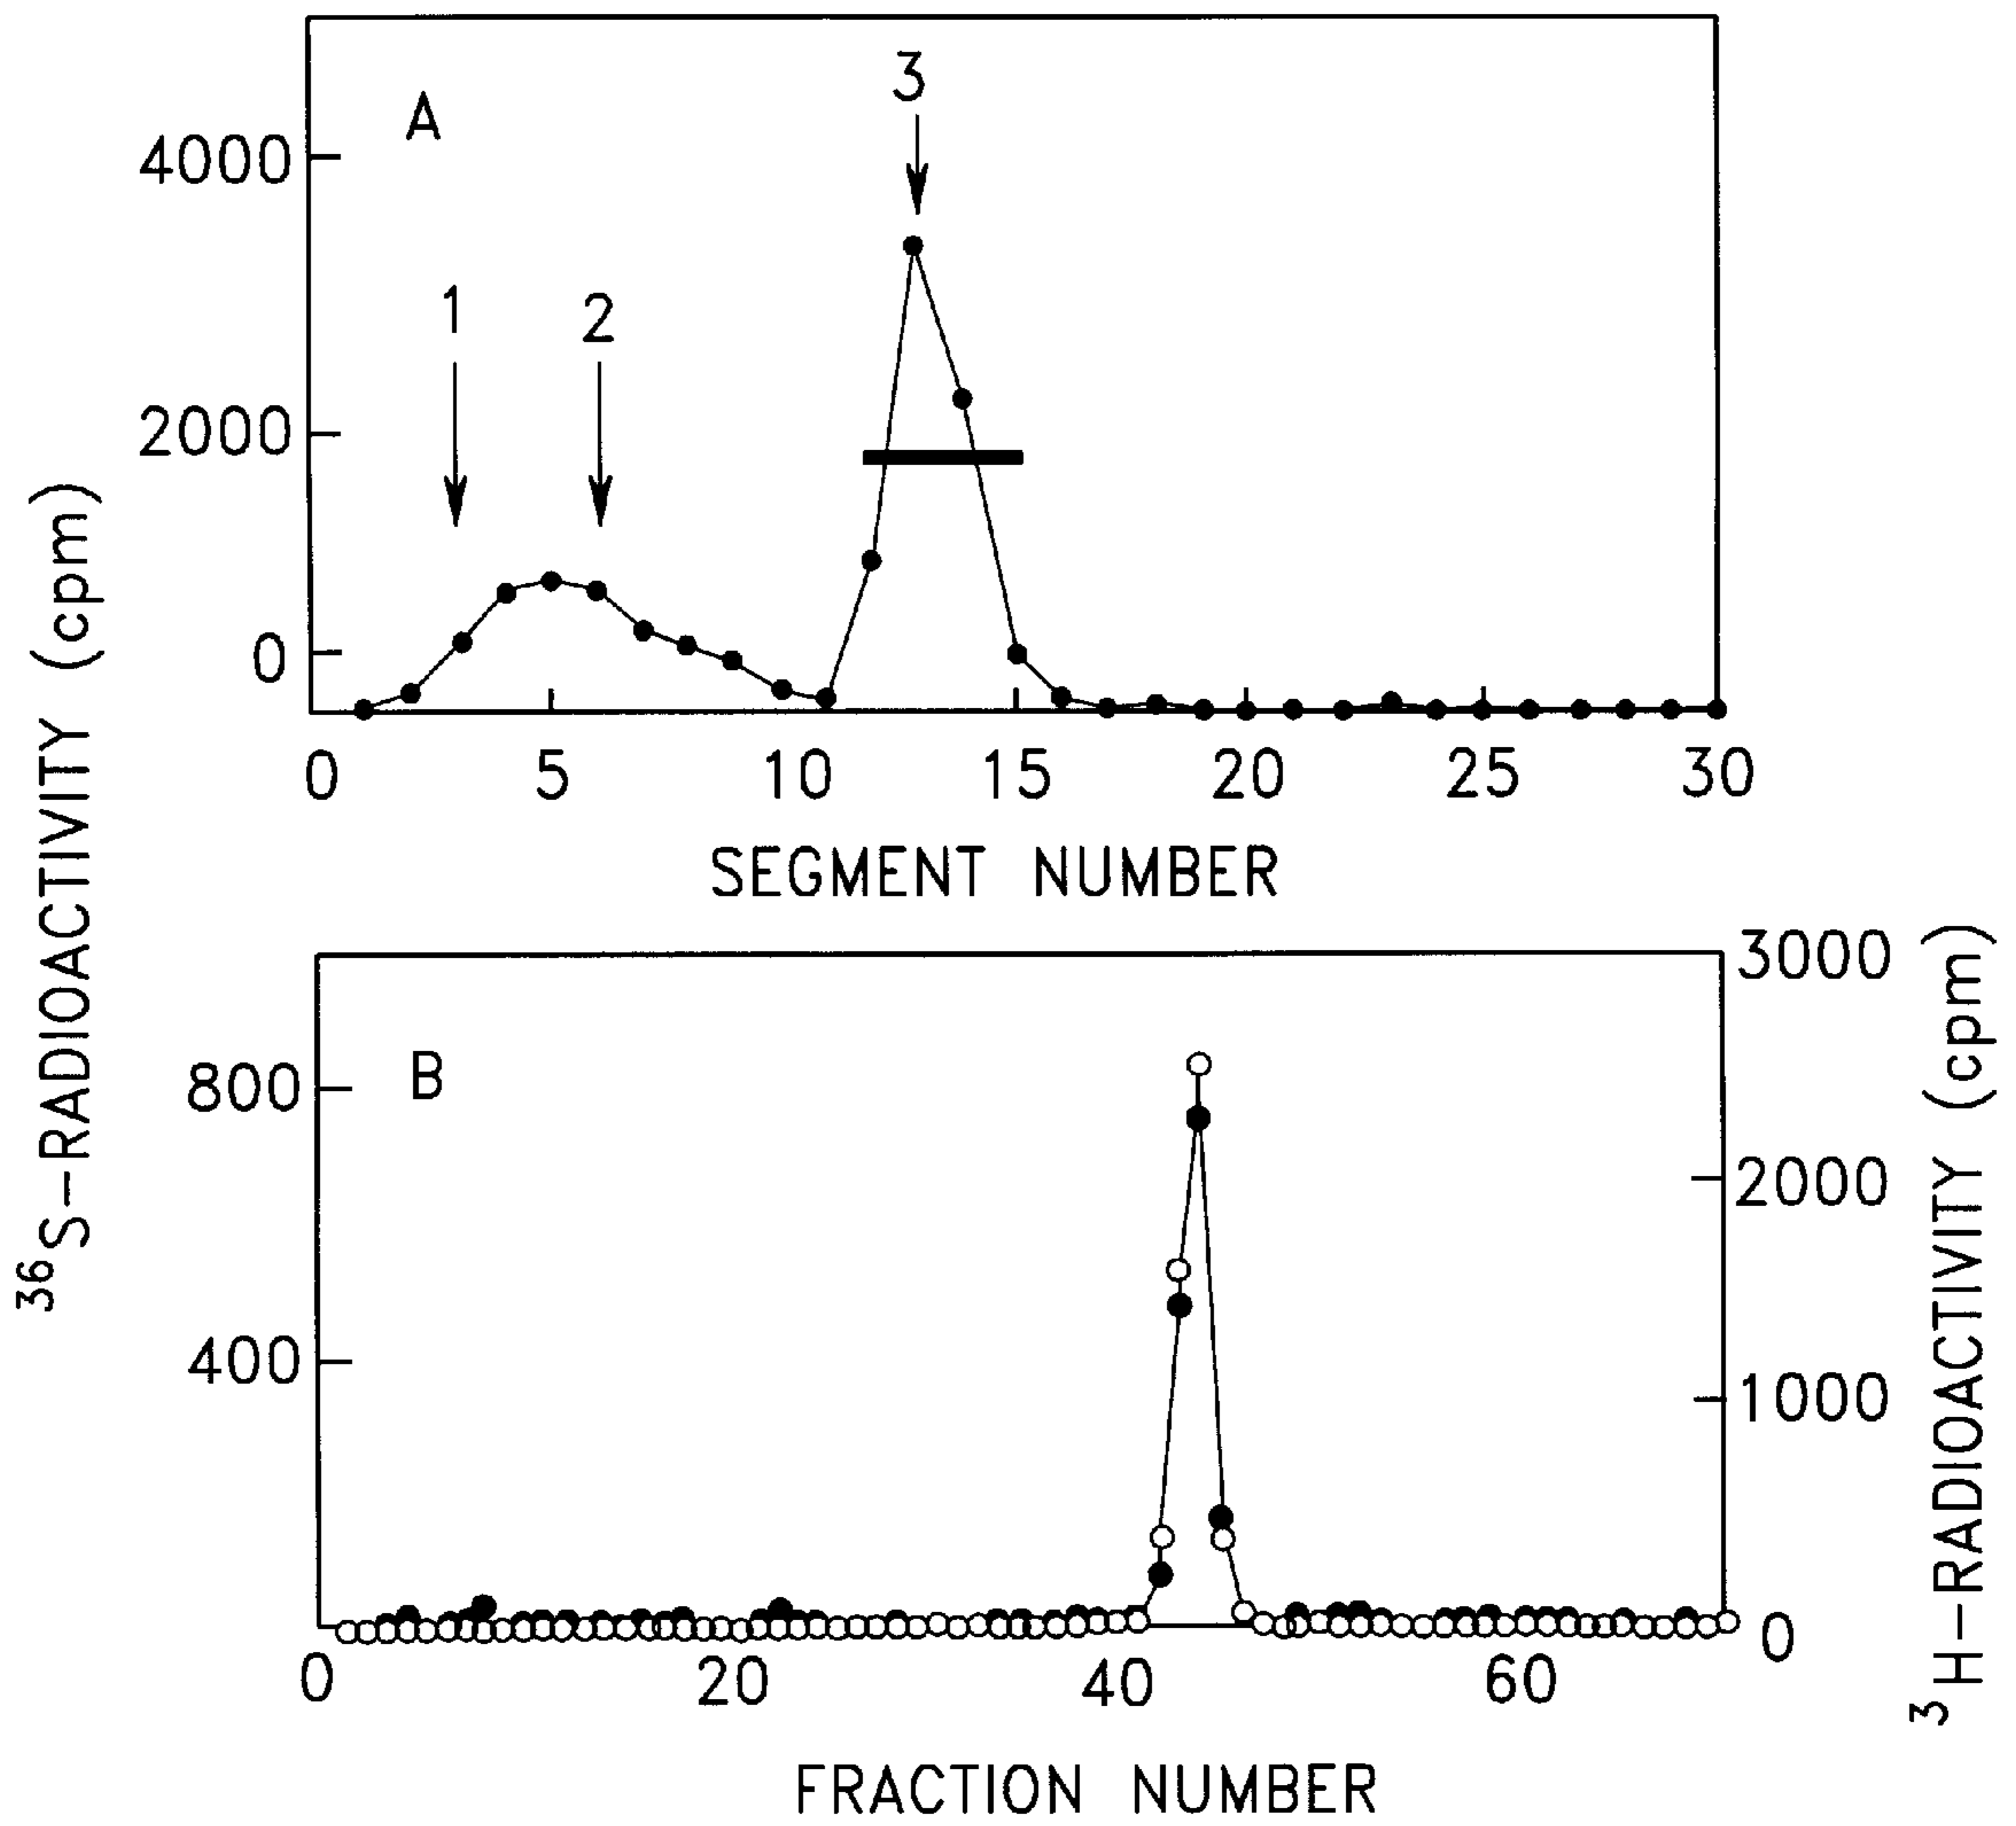 A
3
4000
1
2
2000
0
0 5 10 15 20 25 30
SEGMENT NUMBER
36S-RADIOACTIVITY (cpm)
B
3000
800
2000
400
1000
0
0 20 40 60
FRACTION NUMBER
3H-RADIOACTIVITY (cpm)